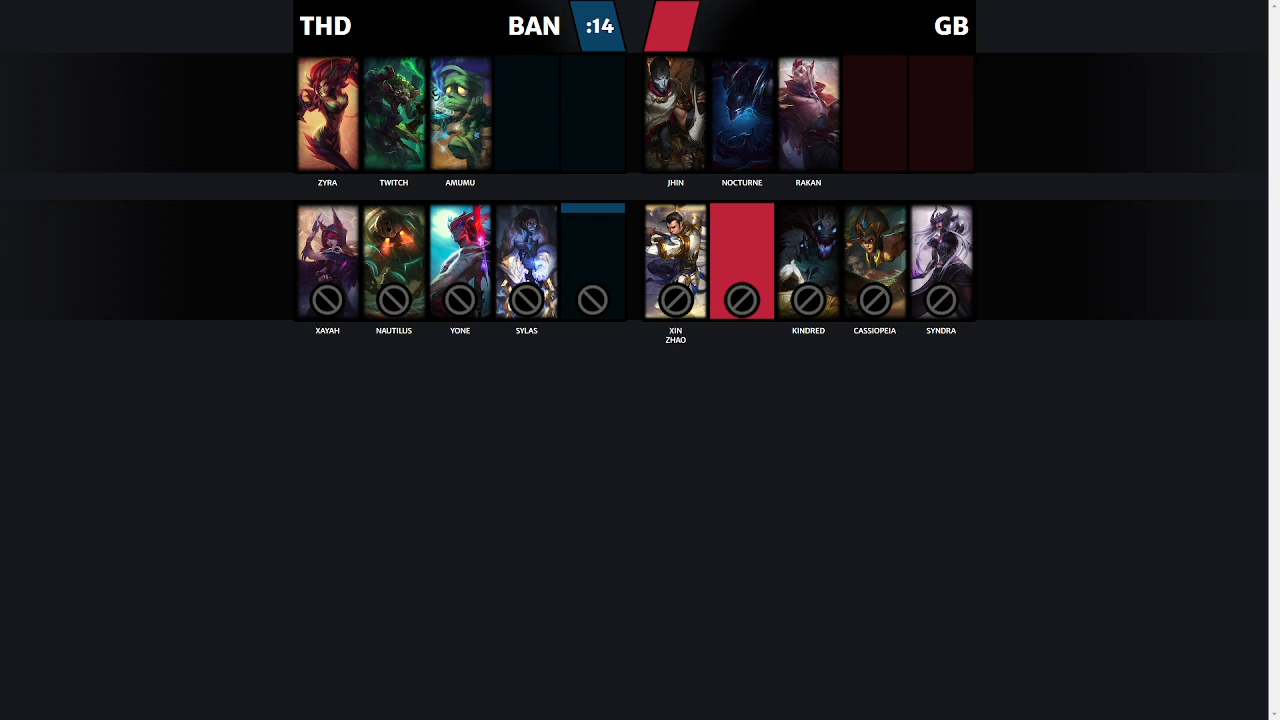 THD BAN :14 GB
ZYRA TWITCH AMUMU JHIN NOCTURNE RAKAN
XAYAH NAUTILUS YONE SYLAS XIN KINDRED CASSIOPEIA SYNDRA
ZHAO